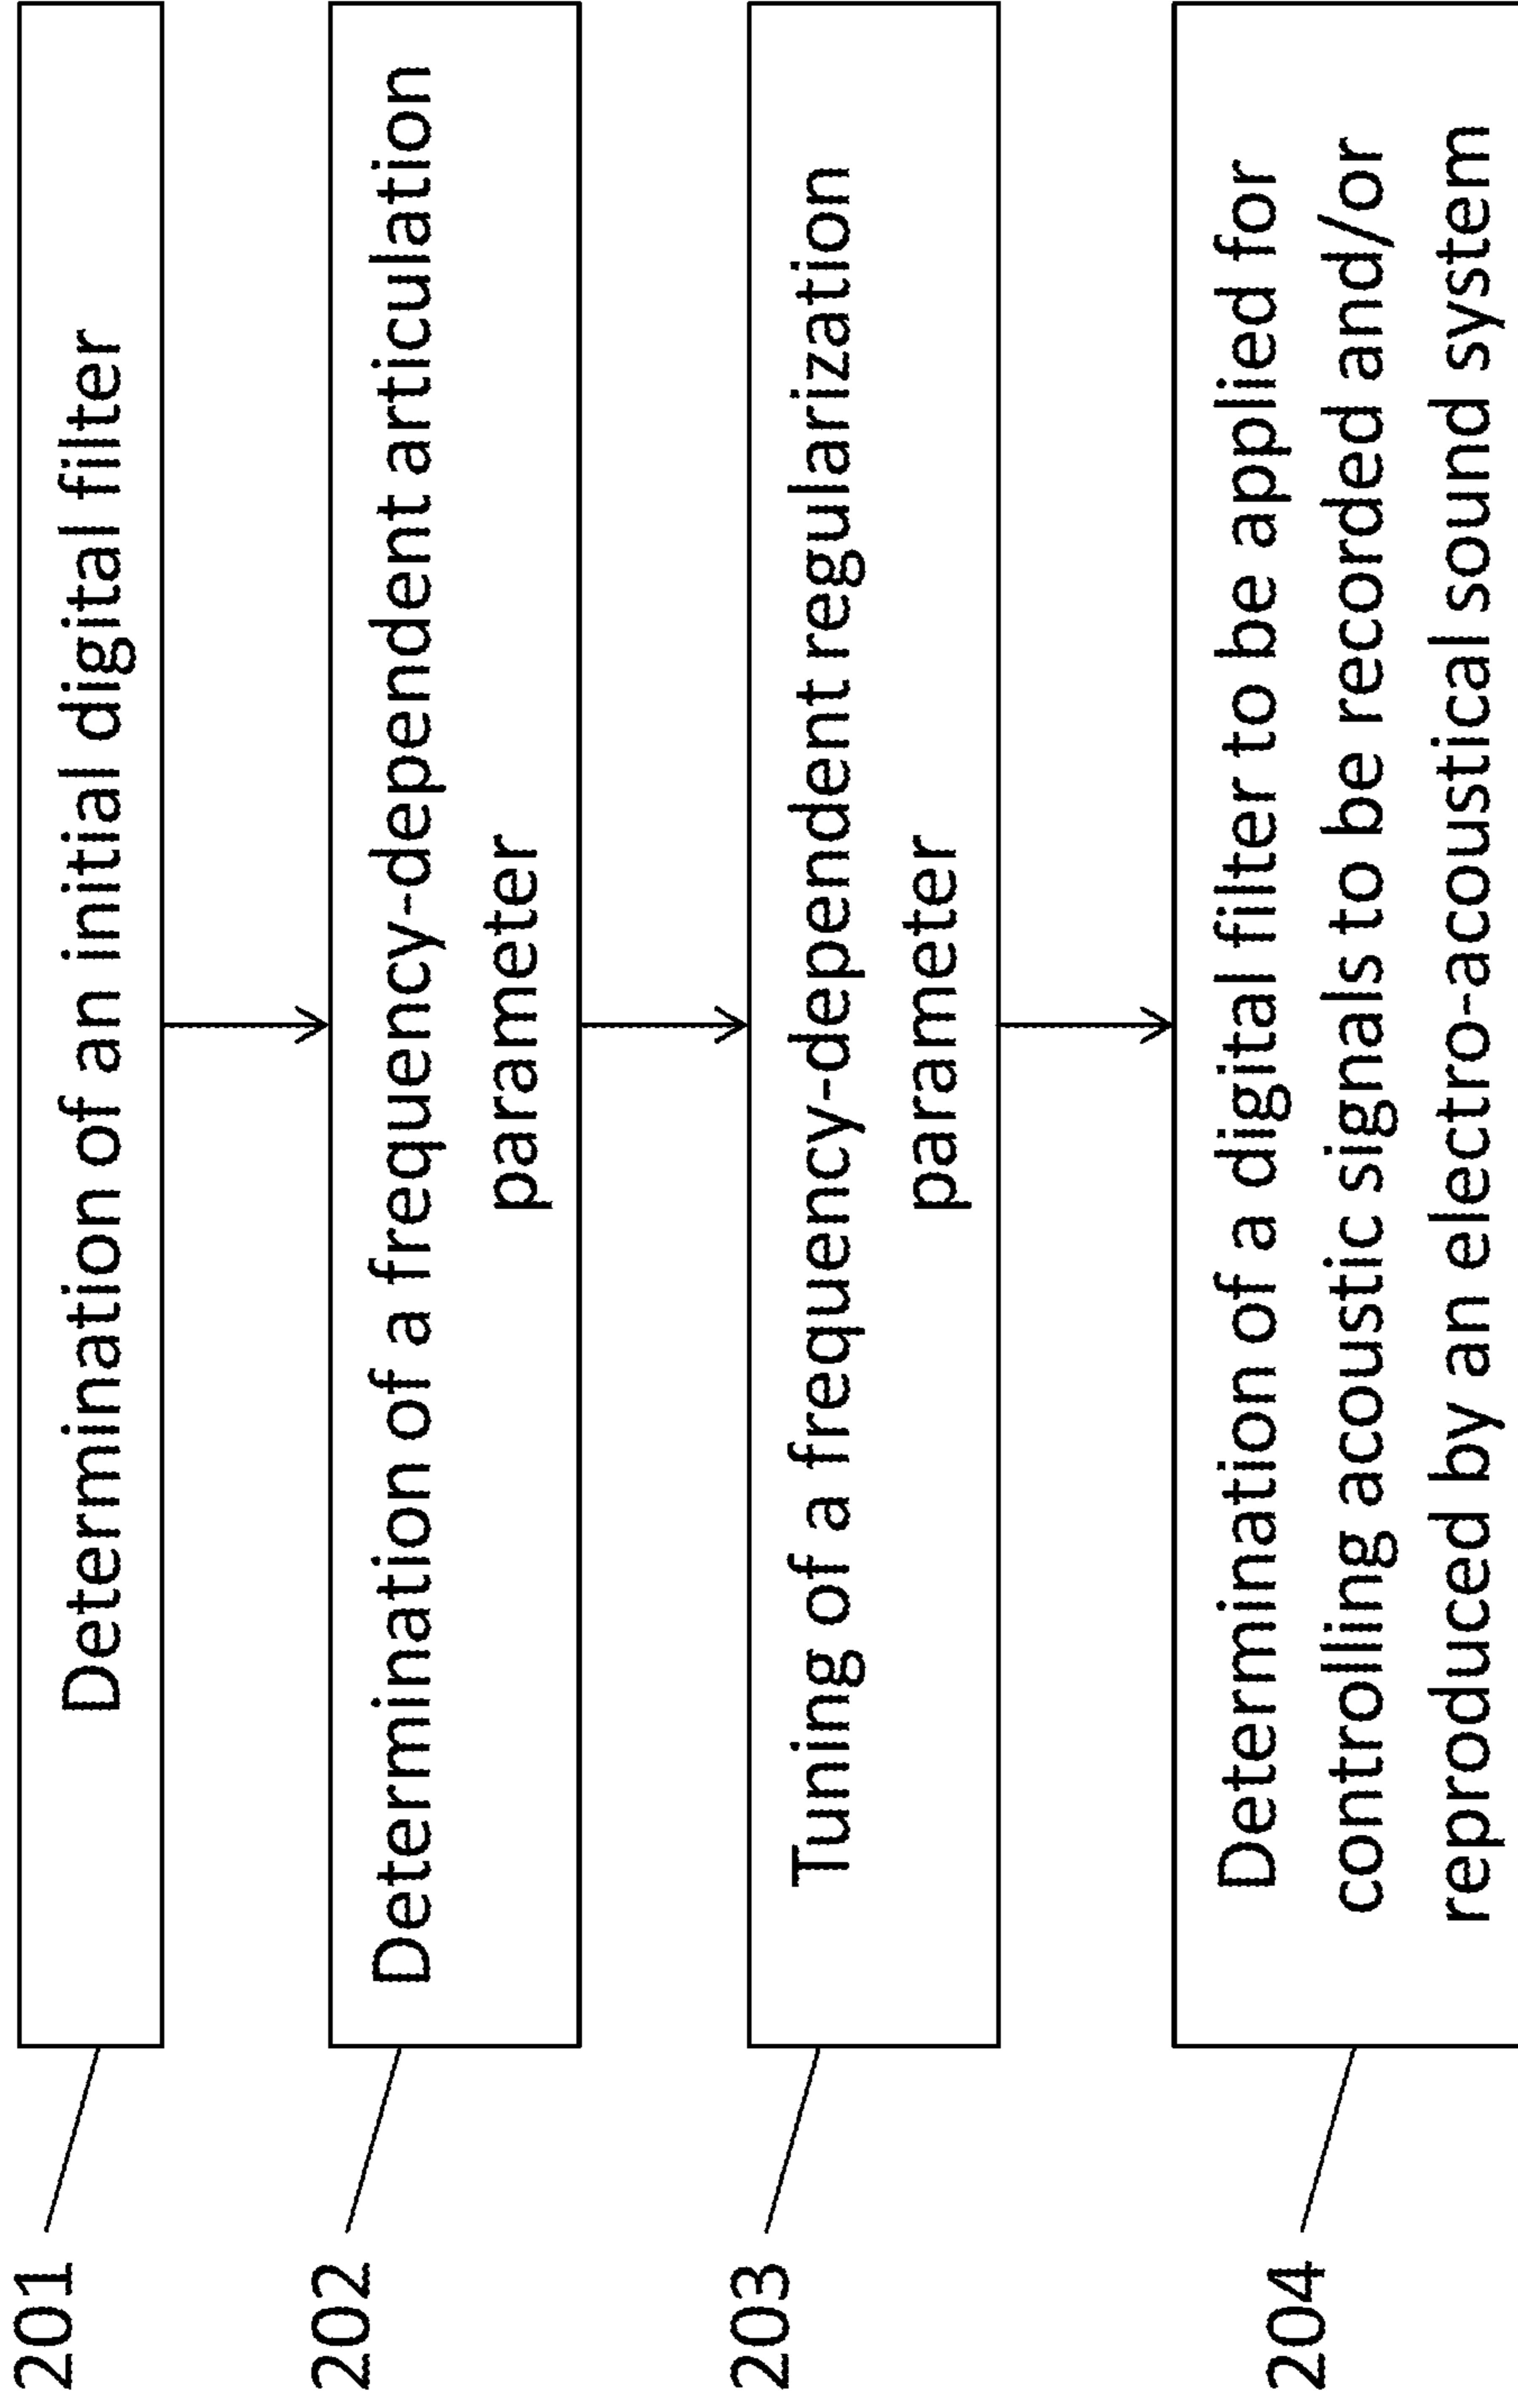 201
Determination of an initial digital filter
202
Determination of a frequency-dependent articulation
parameter
203
Tuning of a frequency-dependent regularization
parameter
204
Determination of a digital filter to be applied for
controlling acoustic signals to be recorded and/or
reproduced by an electro-acoustical sound system